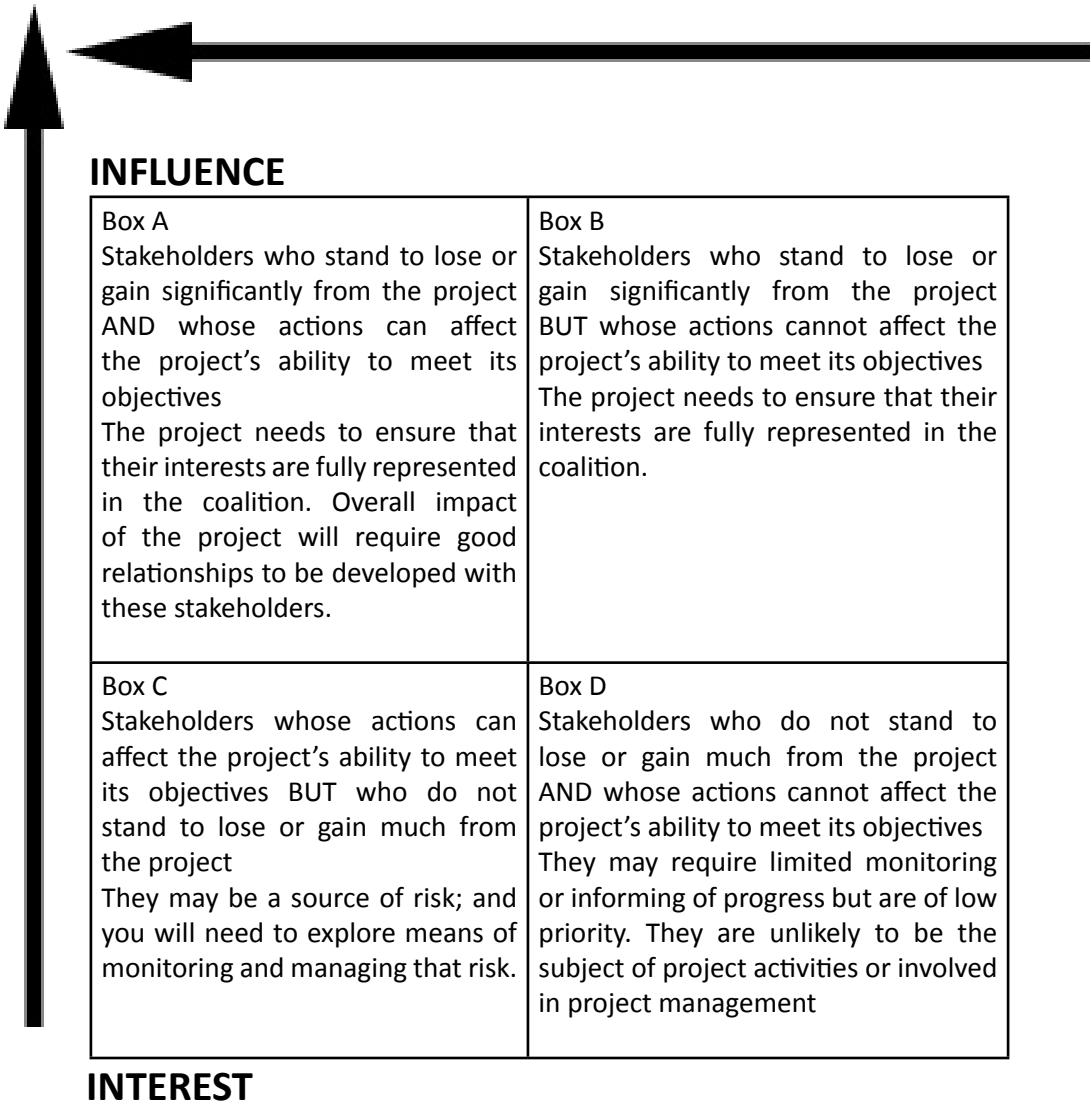 INFLUENCE
Box A
Stakeholders who stand to lose or
gain significantly from the project
AND whose actions can affect
the project's ability to meet its
objectives
The project needs to ensure that
their interests are fully represented
in the coalition. Overall impact
of the project will require good
relationships to be developed with
these stakeholders.
Box B
Stakeholders who stand to lose or
gain significantly from the project
BUT whose actions cannot affect the
project's ability to meet its objectives
The project needs to ensure that their
interests are fully represented in the
coalition.
Box C
Stakeholders whose actions can
affect the project's ability to meet
its objectives BUT who do not
stand to lose or gain much from
the project
They may be a source of risk; and
you will need to explore means of
monitoring and managing that risk.
Box D
Stakeholders who do not stand to
lose or gain much from the project
AND whose actions cannot affect the
project's ability to meet its objectives
They may require limited monitoring
or informing of progress but are of low
priority. They are unlikely to be the
subject of project activities or involved
in project management
INTEREST